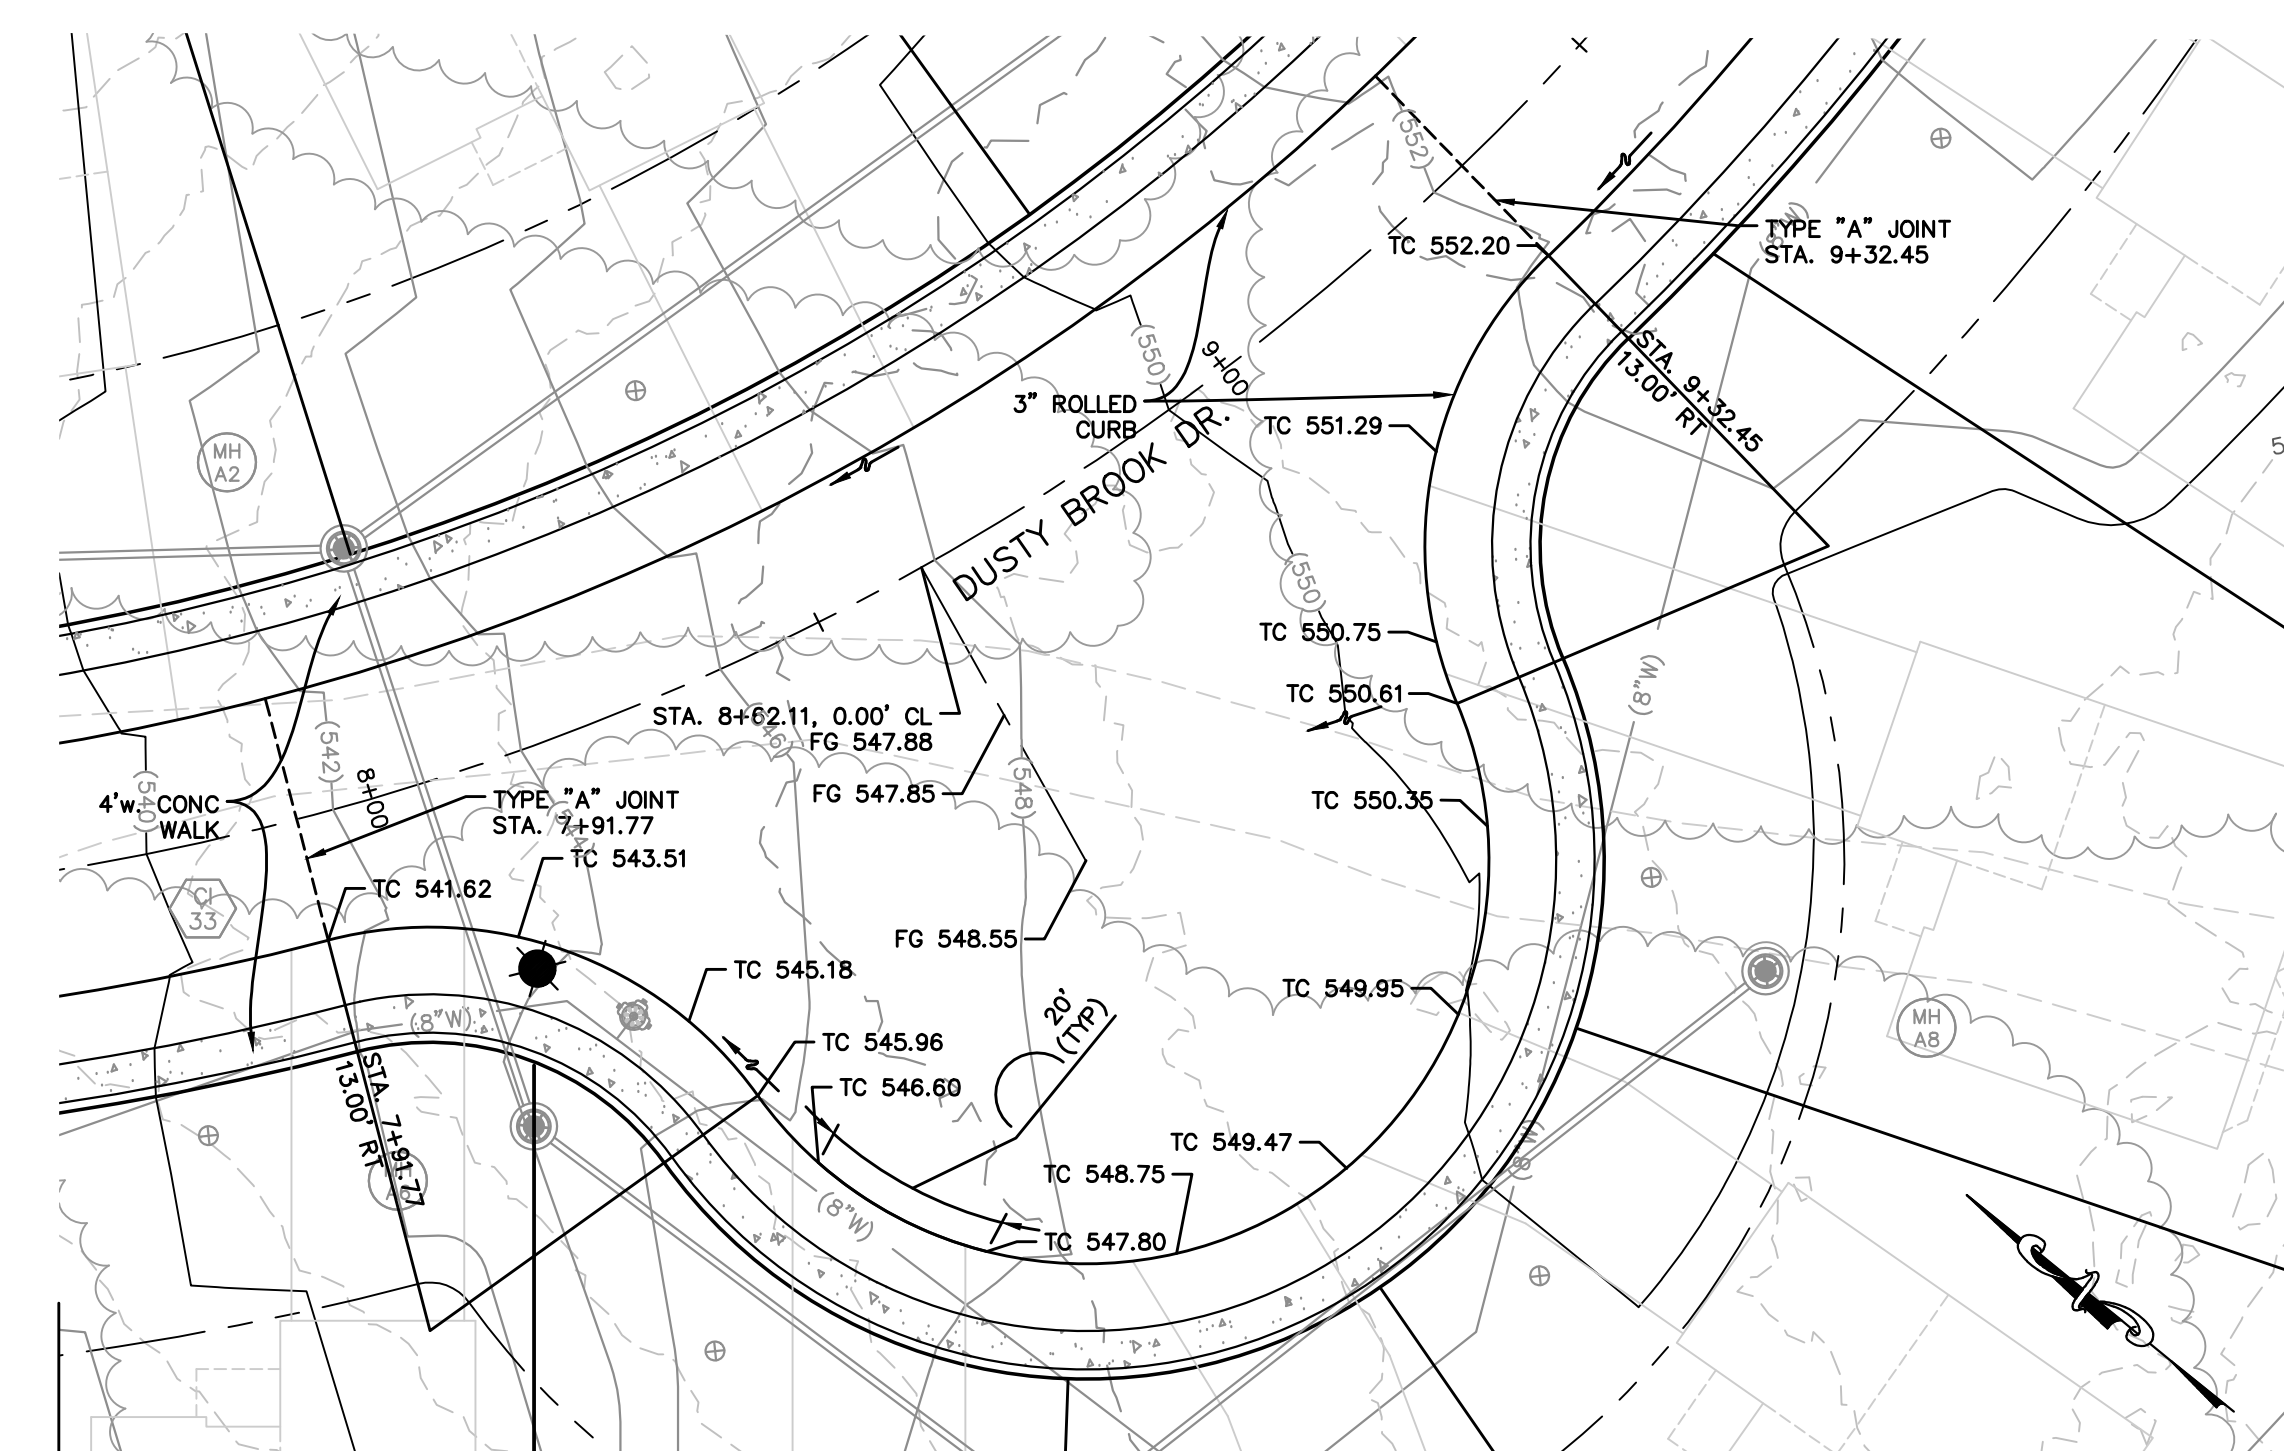 (552)
(8"W)
TYPE "A" JOINT
STA. 9+32.45
TC 552.20
(550)
9+00
STA. 9+32.45
13.00' RT
3" ROLLED
CURB
TC 551.29
DUSTY BROOK DR.
MH
A2
(550)
TC 550.75
(8"W)
TC 550.61
STA. 8+62.11, 0.00' CL
FG 547.88
(546)
(542)
8+00
(540)
(548)
FG 547.85
TC 550.35
4'w. CONC
WALK
TYPE "A" JOINT
STA. 7+91.77
(544)
TC 543.51
TC 541.62
CI
33
FG 548.55
TC 545.18
TC 549.95
20'
(TYP)
(8"W)
MH
A8
TC 545.96
STA. 7+91.77
13.00' RT
TC 546.60
TC 549.47
TC 548.75
(8"W)
(8"W)
TC 547.80